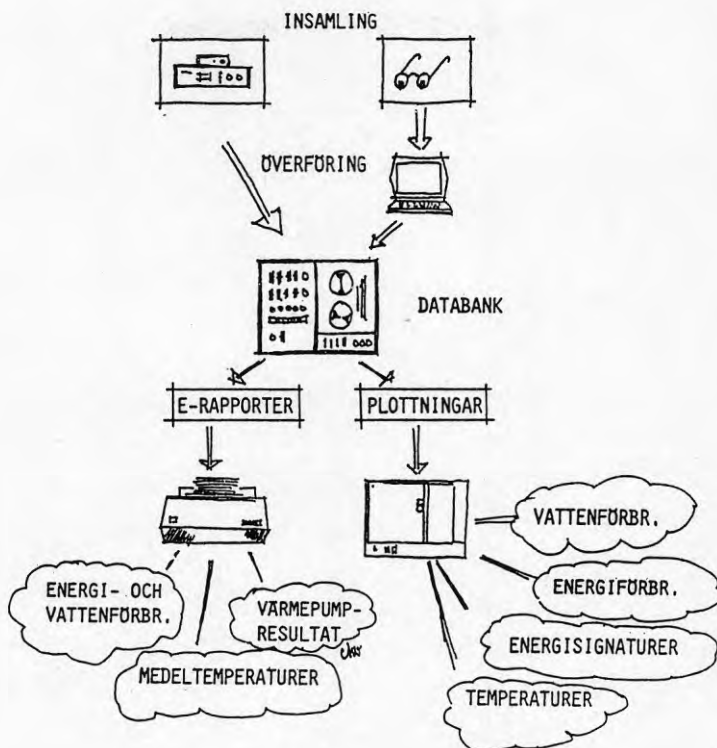 INSAMLING
ÖVERFÖRING
DATABANK
E-RAPPORTER
PLOTTNINGAR
ENERGI- OCH
VATTENFÖRBR.
VÄRMEPUMP-
RESULTAT
MEDELTEMPERATURER
VATTENFÖRBR.
ENERGIFÖRBR.
ENERGISIGNATURER
TEMPERATURER